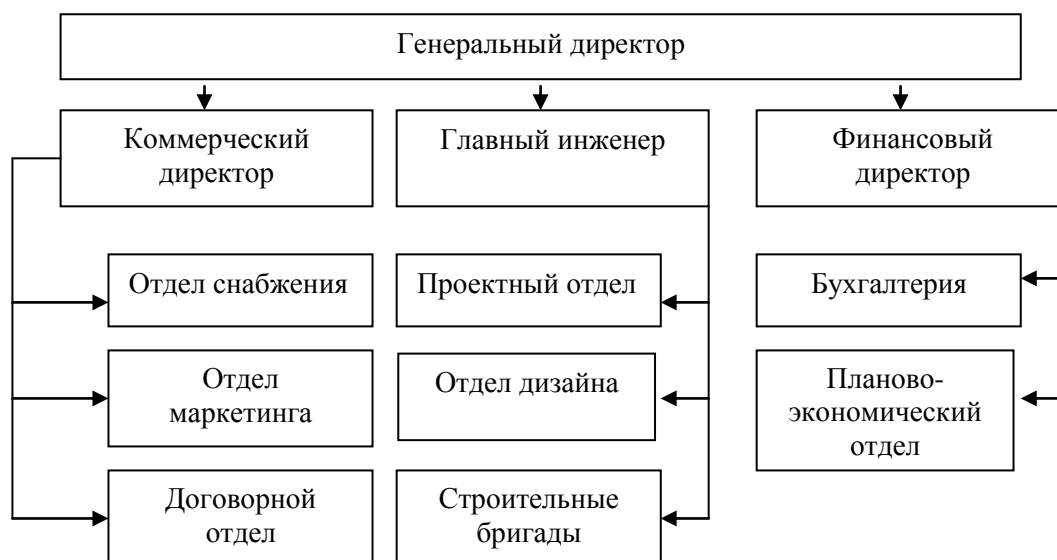 Генеральный директор
Коммерческий
директор
Главный инженер
Финансовый
директор
Отдел снабжения
Проектный отдел
Бухгалтерия
Отдел
маркетинга
Отдел дизайна
Планово-
экономический
отдел
Договорной
отдел
Строительные
бригады